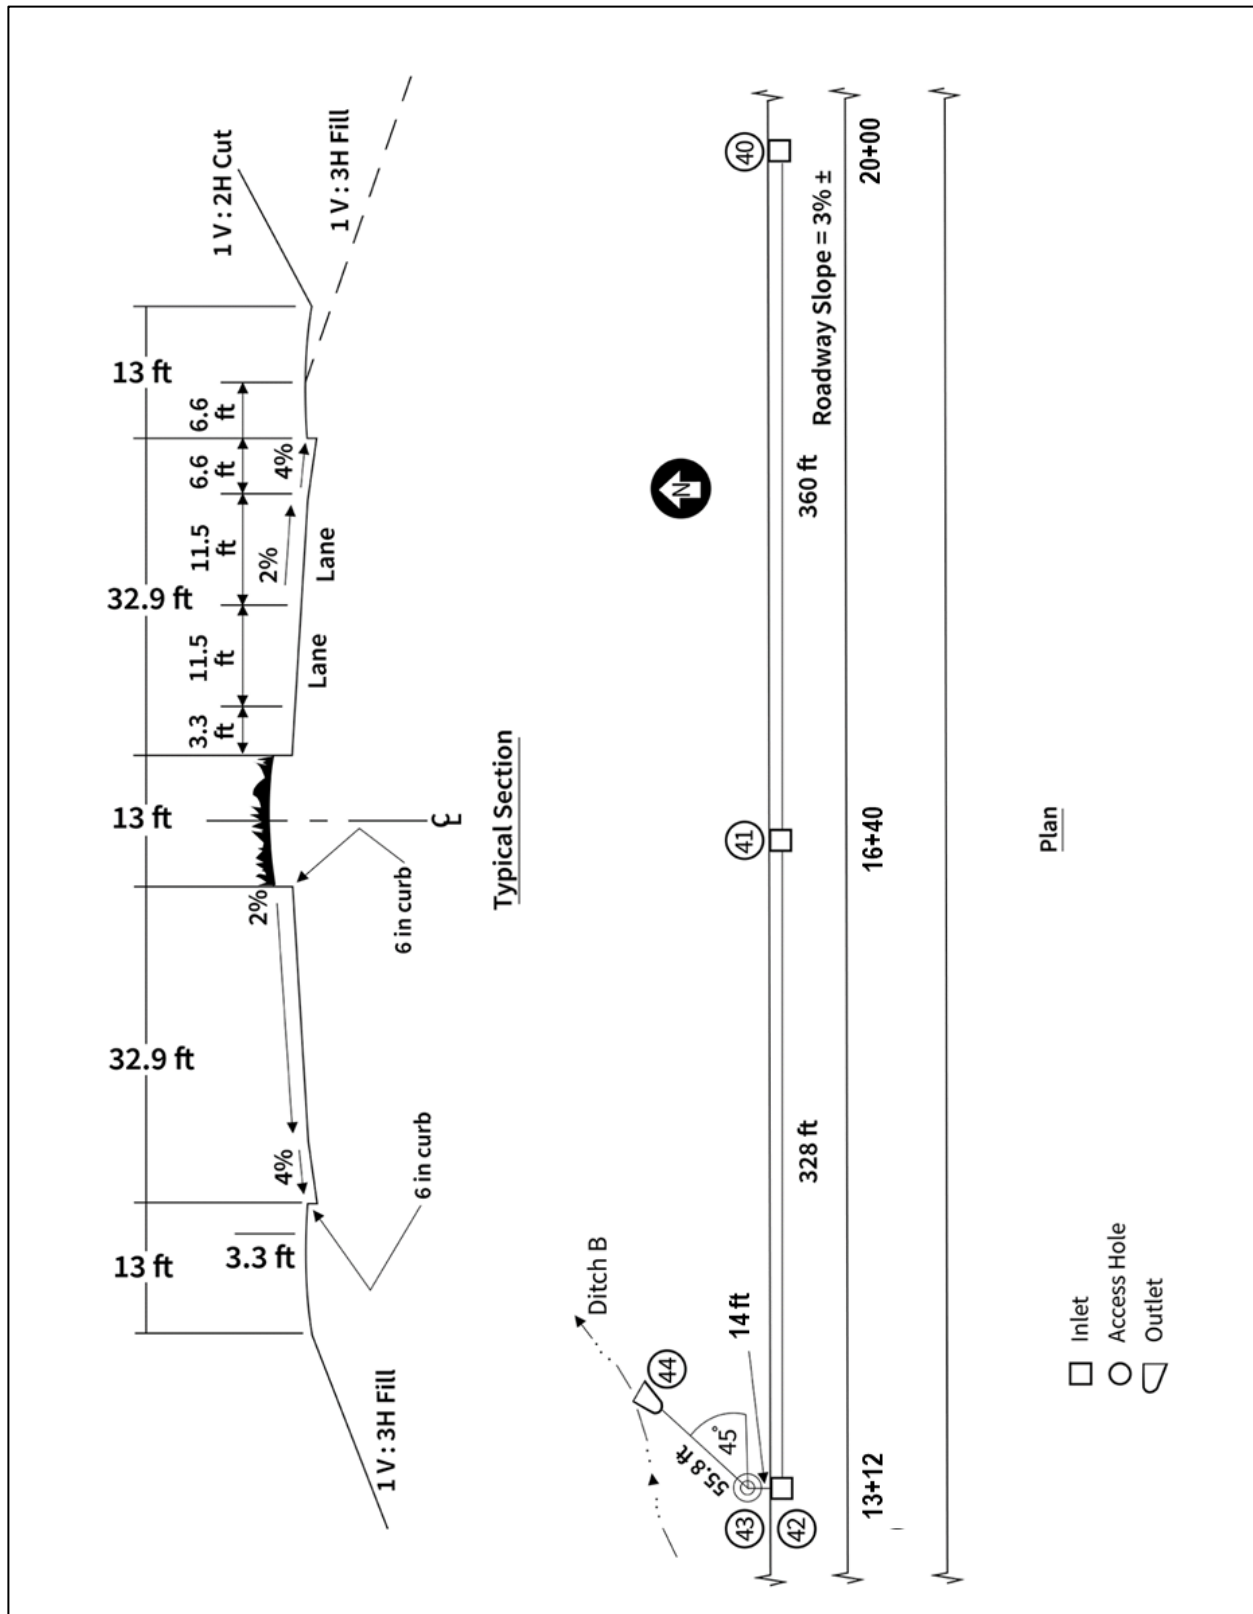 13 ft
32.9 ft
13 ft
32.9 ft
13 ft
3.3 ft
4%
2%
3.3
ft
11.5
ft
11.5
ft
6.6
ft
6.6
ft
2%
4%
1 V : 3H Fill
6 in curb
6 in curb
℄
Lane
Lane
1 V : 2H Cut
1 V : 3H Fill
Typical Section
N
Ditch B
44
45°
55.8 ft
14 ft
43
42
41
40
328 ft
360 ft
Roadway Slope = 3% ±
13+12
16+40
20+00
Plan
Inlet
Access Hole
Outlet